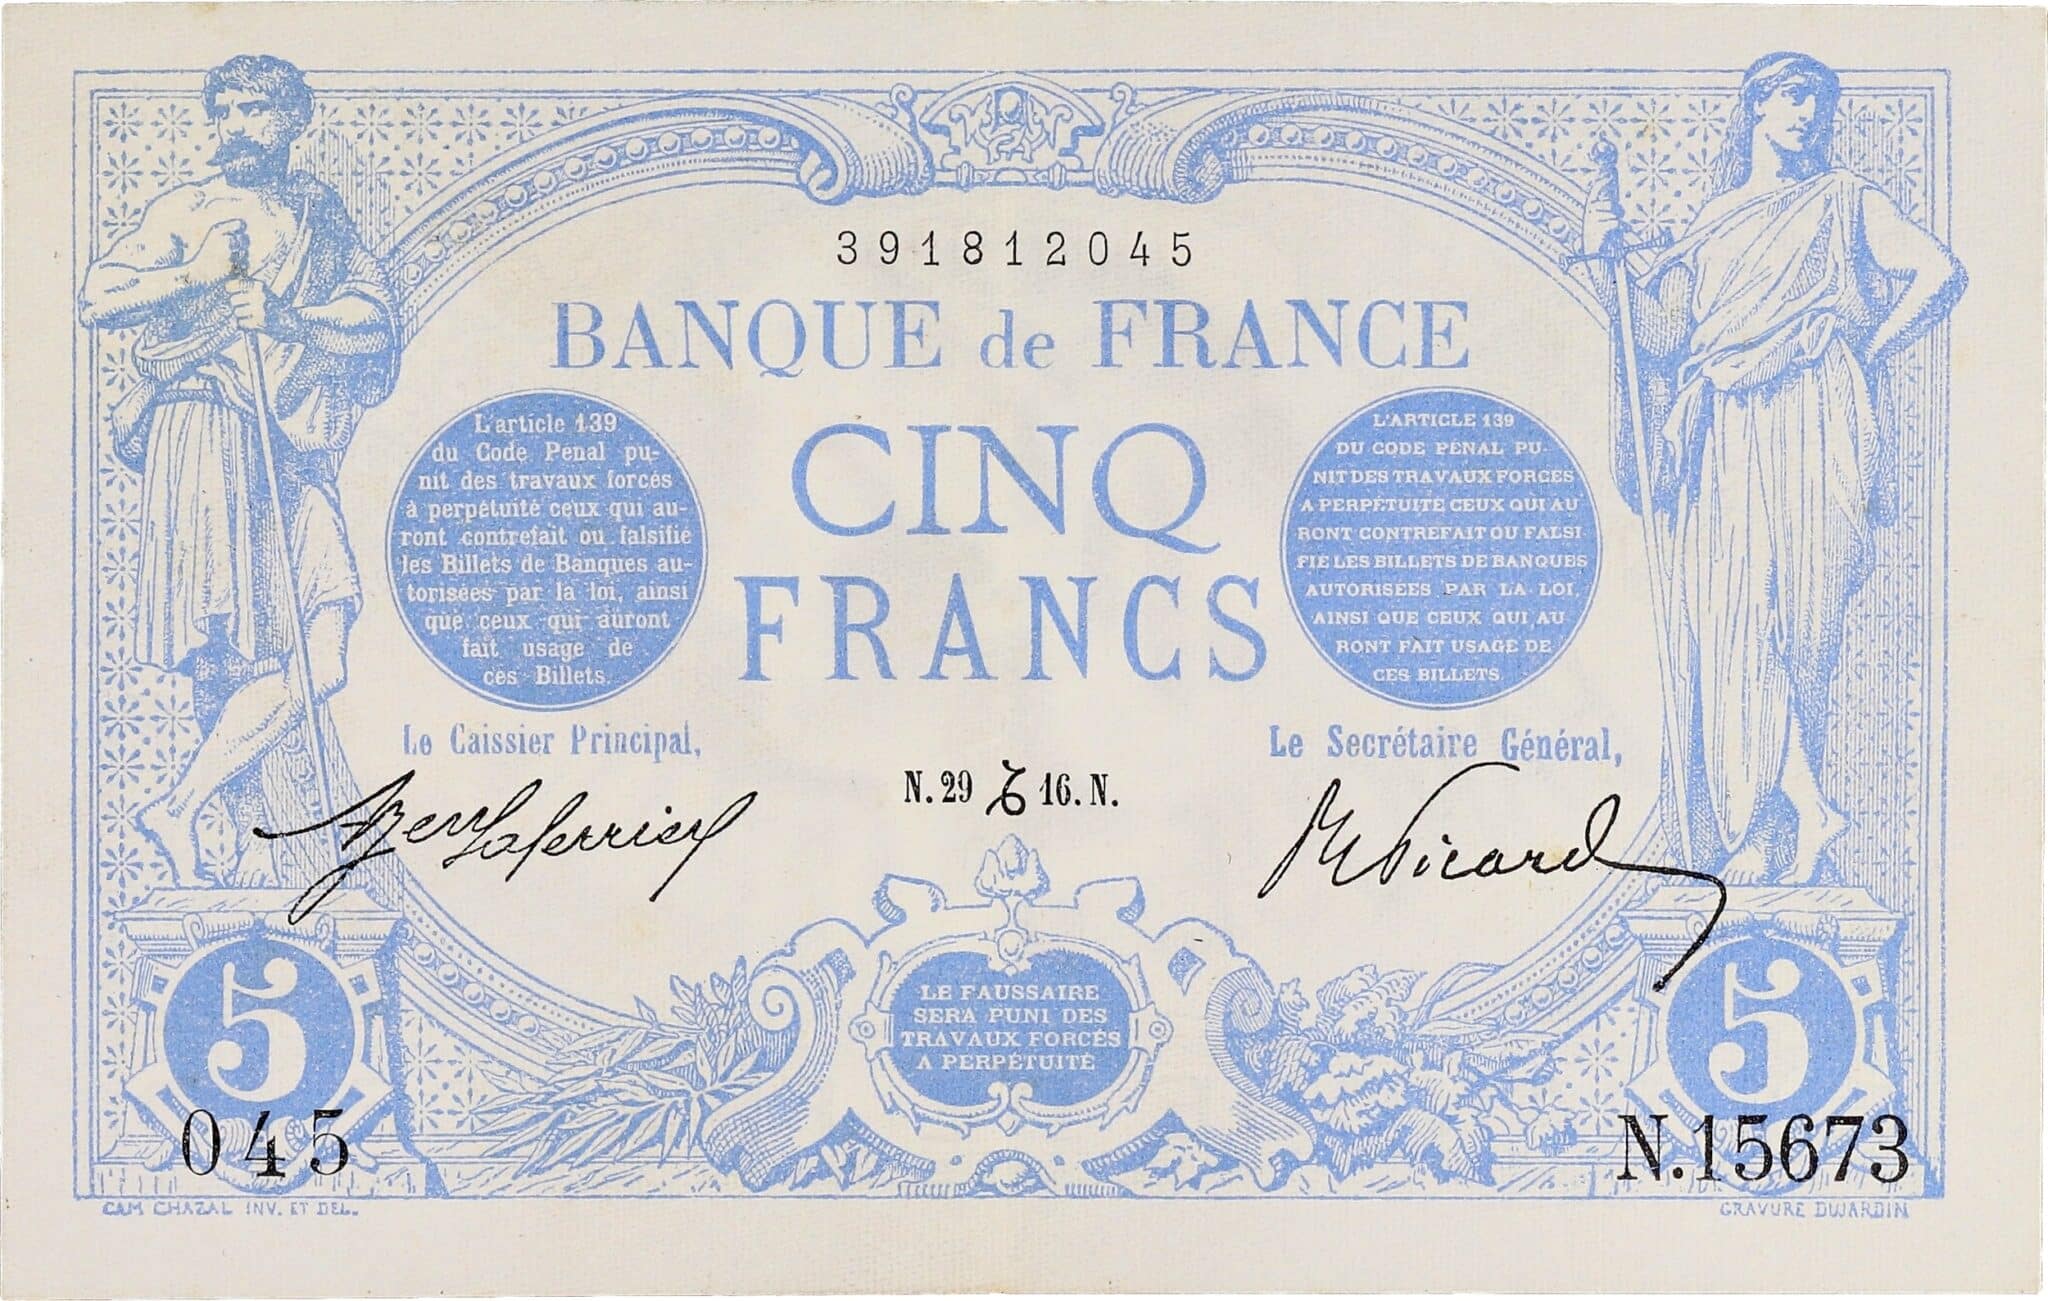 391812045
BANQUE de FRANCE
CINQ
FRANCS
L'article 139
du Code Pénal pu-
nit des travaux forcés
à perpétuité ceux qui au-
ront contrefait ou falsifié
les Billets de Banques au-
torisées par la loi, ainsi
que ceux qui auront
fait usage de
ces Billets.
L'ARTICLE 139
DU CODE PÉNAL PU-
NIT DES TRAVAUX FORCÉS
A PERPÉTUITÉ CEUX QUI AU
RONT CONTREFAIT OU FALSI
FIÉ LES BILLETS DE BANQUES
AUTORISÉES PAR LA LOI,
AINSI QUE CEUX QUI AU
RONT FAIT USAGE DE
CES BILLETS.
Le Caissier Principal,
Le Secrétaire Général,
N. 29 16. N.
Picard
5
5
LE FAUSSAIRE
SERA PUNI DES
TRAVAUX FORCÉS
A PERPÉTUITÉ
045
N.15673
CAM CHAZAL INV. ET DEL.
GRAVURE DUJARDIN